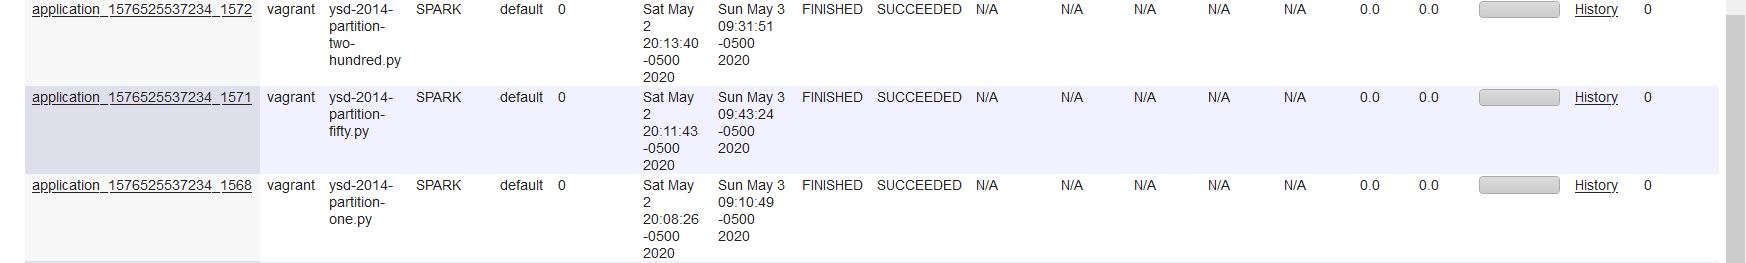 application_1576525537234_1572 vagrant ysd-2014- SPARK default 0 Sat May Sun May 3 FINISHED SUCCEEDED N/A N/A N/A N/A N/A 0.0 0.0 History 0
partition- 2 09:31:51
two- 20:13:40 -0500
hundred.py -0500 2020
2020
application_1576525537234_1571 vagrant ysd-2014- SPARK default 0 Sat May Sun May 3 FINISHED SUCCEEDED N/A N/A N/A N/A N/A 0.0 0.0 History 0
partition- 2 09:43:24
fifty.py 20:11:43 -0500
-0500 2020
2020
application_1576525537234_1568 vagrant ysd-2014- SPARK default 0 Sat May Sun May 3 FINISHED SUCCEEDED N/A N/A N/A N/A N/A 0.0 0.0 History 0
partition- 2 09:10:49
one.py 20:08:26 -0500
-0500 2020
2020